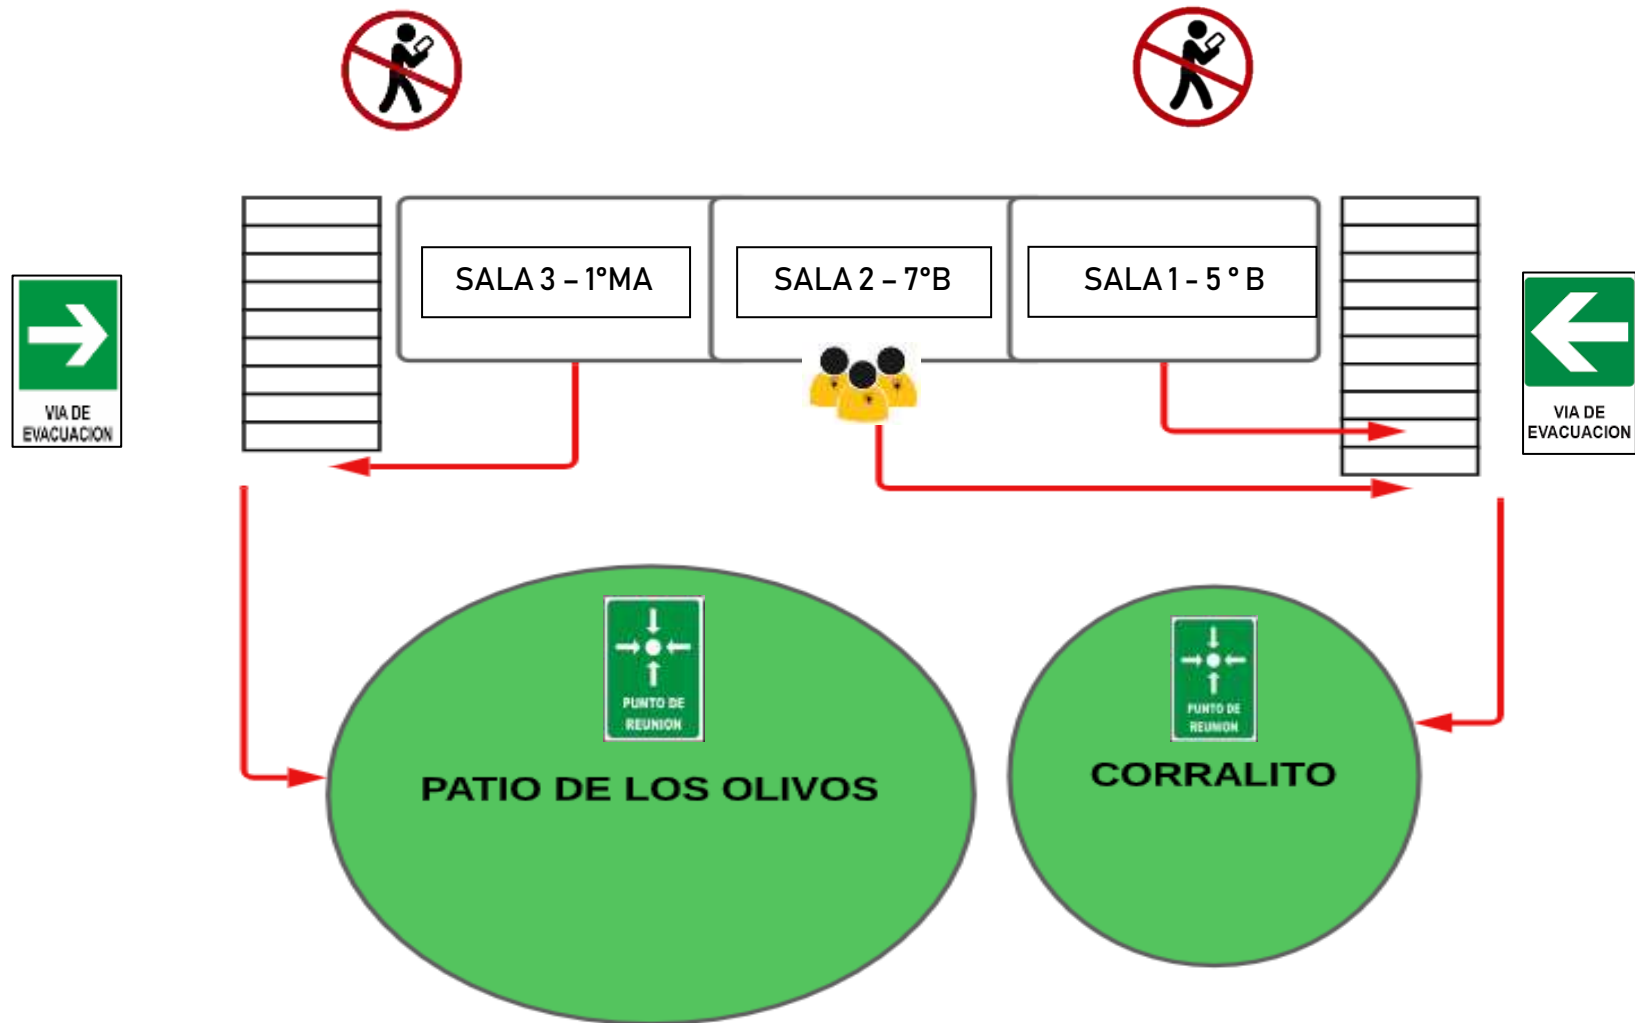 SALA 3 – 1°MA
SALA 2 – 7°B
SALA 1 - 5 ° B
VIA DE
EVACUACION
VIA DE
EVACUACION
PUNTO DE
REUNION
PATIO DE LOS OLIVOS
PUNTO DE
REUNION
CORRALITO